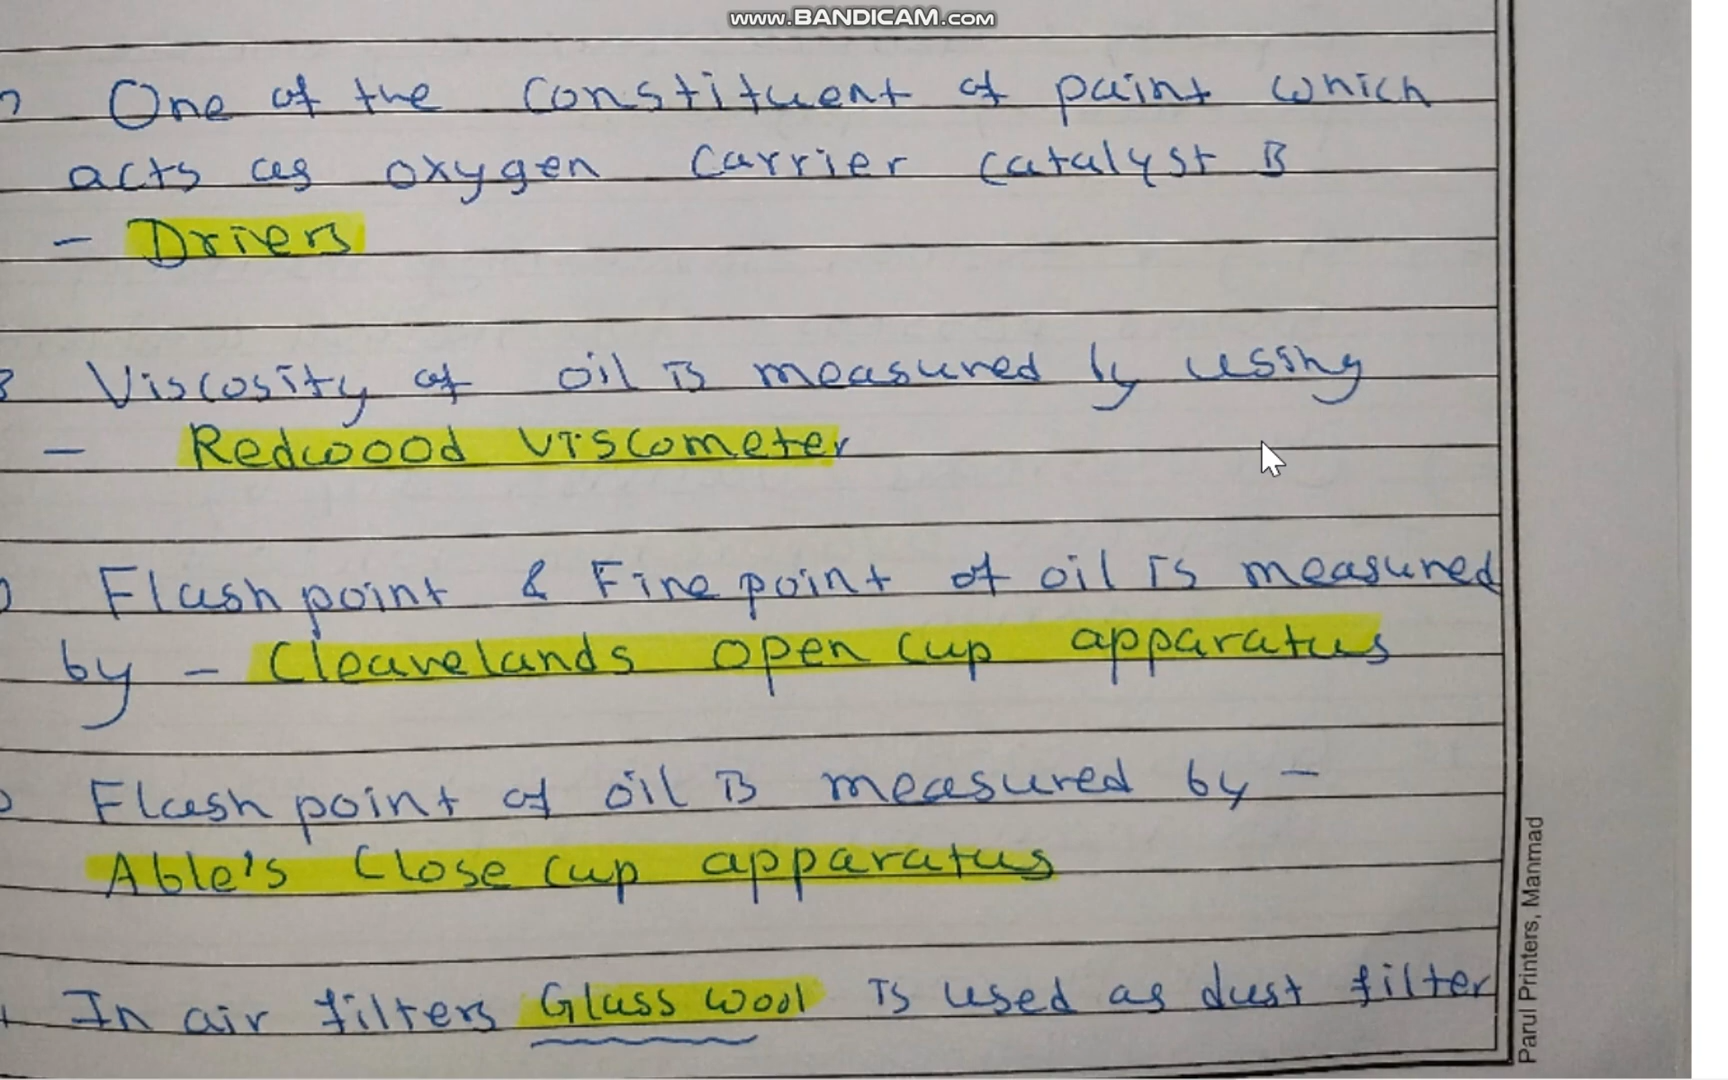 www.BANDICAM.com
One of the constituent of paint which
acts as oxygen carrier catalyst is
- Driers
Viscosity of oil is measured by ussing
- Redwood viscometer
Flash point & Fire point of oil is measured
by - Cleavelands open cup apparatus
Flash point of oil is measured by -
Able's Close cup apparatus
In air filters Glass wool is used as dust filter
Parul Printers, Manmad